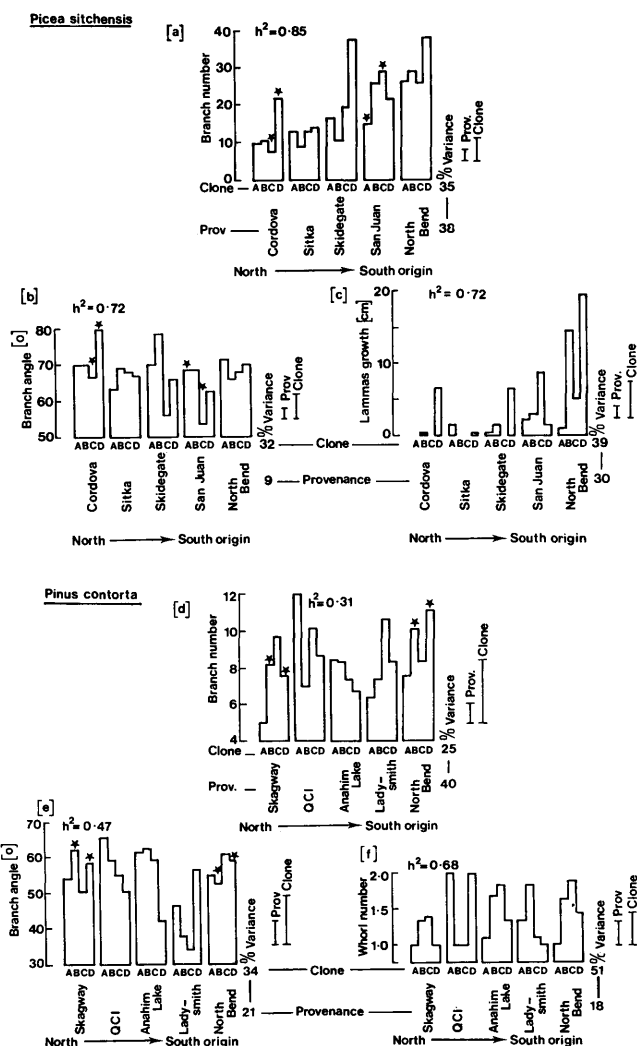 Picea sitchensis
[a]
h²=0·85
Branch number
40
30
20
10
0
Clone — ABCD ABCD ABCD ABCD ABCD 35
% Variance
Prov.
Clone
Prov — Cordova Sitka Skidegate San Juan North Bend 38
North → South origin
[b]
h²=0·72
Branch angle [o]
80
70
60
50
ABCD ABCD ABCD ABCD ABCD 32
% Variance
Prov
Clone
Cordova Sitka Skidegate San Juan North Bend
9
North → South origin
[c]
h²=0·72
Lammas growth [cm]
20
10
0
Clone — ABCD ABCD ABCD ABCD ABCD 39
% Variance
Prov.
Clone
Provenance — Cordova Sitka Skidegate San Juan North Bend 30
North → South origin
Pinus contorta
[d]
h²=0·31
Branch number
12
10
8
6
4
Clone — ABCD ABCD ABCD ABCD ABCD 25
% Variance
Prov.
Clone
Prov. — Skagway QCI Anahim Lake Lady-smith North Bend 40
North → South origin
[e]
h²=0·47
Branch angle [o]
70
60
50
40
30
ABCD ABCD ABCD ABCD ABCD 34
% Variance
Prov
Clone
Skagway QCI Anahim Lake Lady-smith North Bend 21
North → South origin
[f]
h²=0·68
Whorl number
2·0
1·5
1·0
Clone — ABCD ABCD ABCD ABCD ABCD 51
% Variance
Prov.
Clone
Provenance — Skagway QCI· Anahim Lake Lady-smith North Bend 18
North → South origin